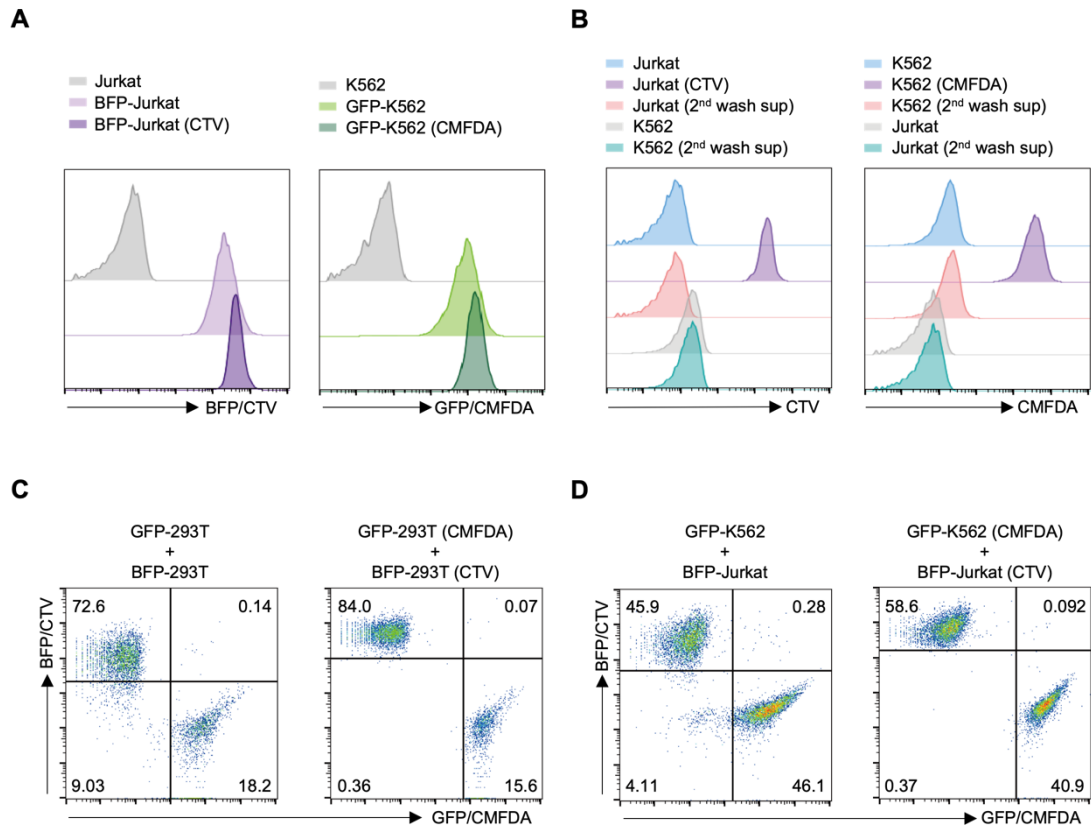 A
Jurkat
BFP-Jurkat
BFP-Jurkat (CTV)
K562
GFP-K562
GFP-K562 (CMFDA)
BFP/CTV
GFP/CMFDA
B
Jurkat
Jurkat (CTV)
Jurkat (2nd wash sup)
K562
K562 (2nd wash sup)
K562
K562 (CMFDA)
K562 (2nd wash sup)
Jurkat
Jurkat (2nd wash sup)
CTV
CMFDA
C
GFP-293T
+
BFP-293T
GFP-293T (CMFDA)
+
BFP-293T (CTV)
BFP/CTV
72.6
0.14
9.03
18.2
84.0
0.07
0.36
15.6
GFP/CMFDA
D
GFP-K562
+
BFP-Jurkat
GFP-K562 (CMFDA)
+
BFP-Jurkat (CTV)
BFP/CTV
45.9
0.28
4.11
46.1
58.6
0.092
0.37
40.9
GFP/CMFDA